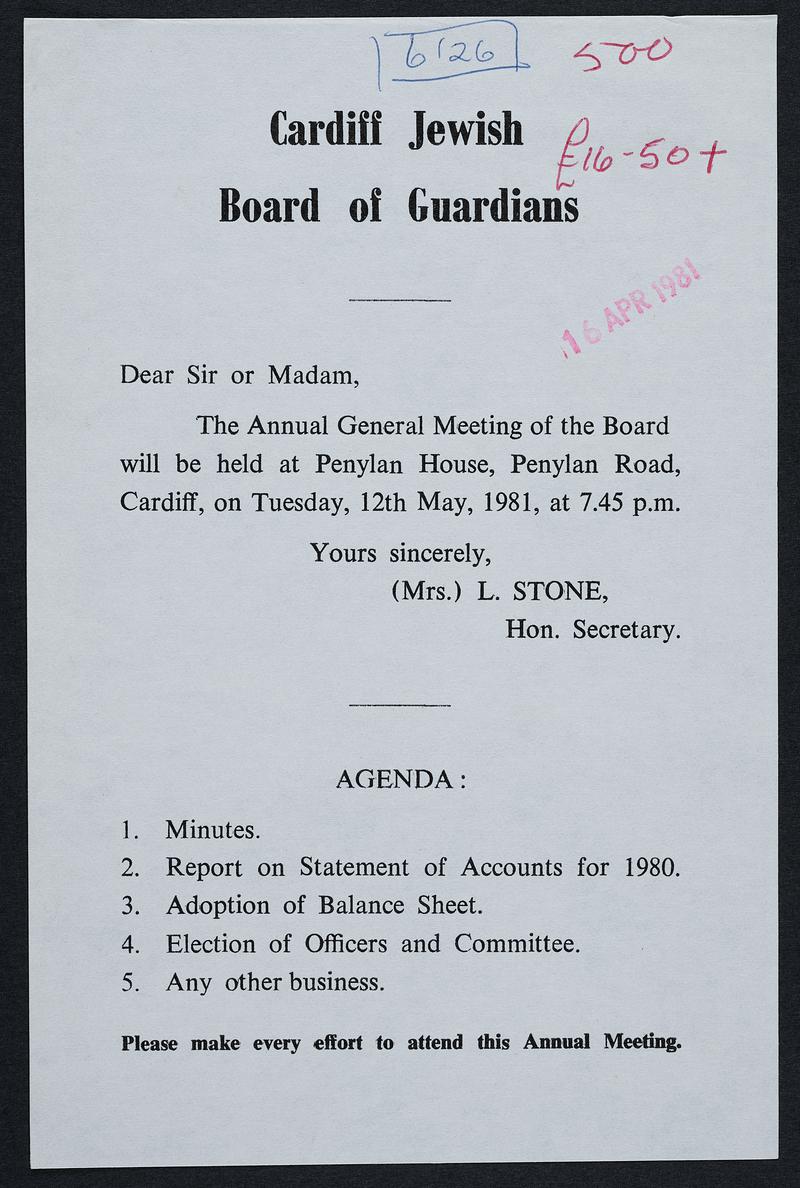 6126
500
Cardiff Jewish
£16-50+
Board of Guardians
16 APR 1981
Dear Sir or Madam,
The Annual General Meeting of the Board
will be held at Penylan House, Penylan Road,
Cardiff, on Tuesday, 12th May, 1981, at 7.45 p.m.
Yours sincerely,
(Mrs.) L. STONE,
Hon. Secretary.
AGENDA :
1. Minutes.
2. Report on Statement of Accounts for 1980.
3. Adoption of Balance Sheet.
4. Election of Officers and Committee.
5. Any other business.
Please make every effort to attend this Annual Meeting.